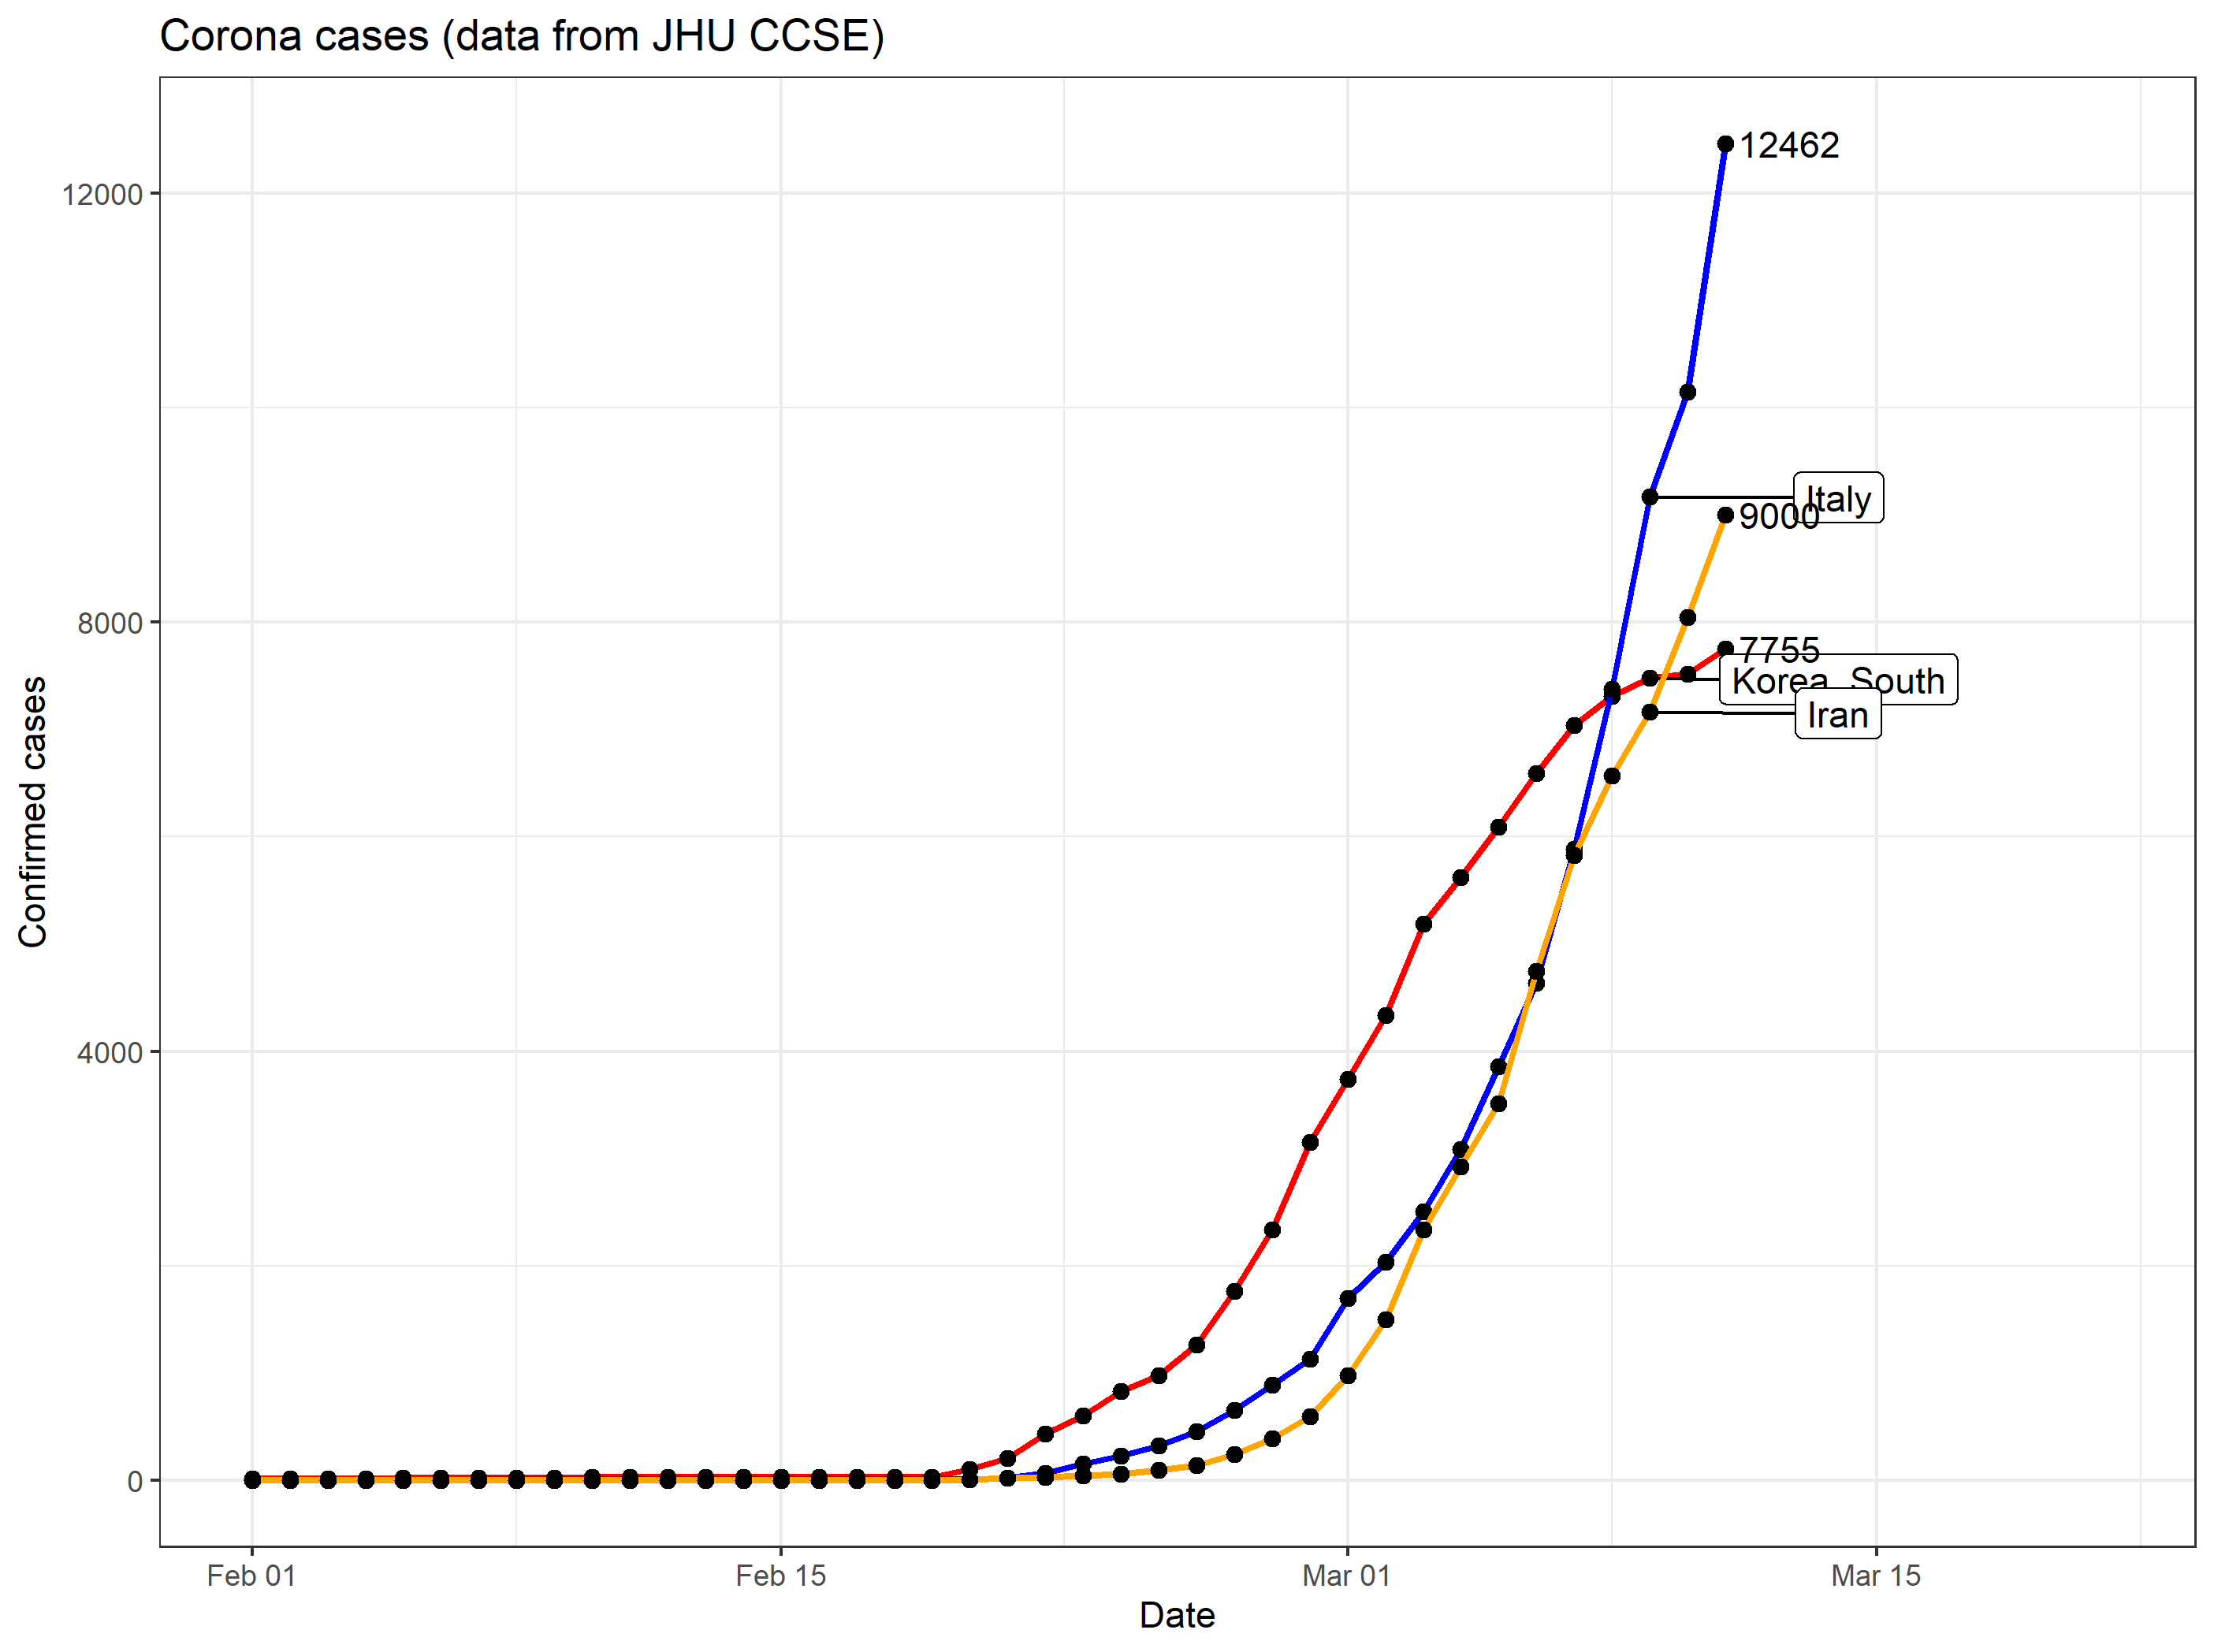 Corona cases (data from JHU CCSE)
12462
12000
Italy
9000
8000
7755
Korea, South
Iran
Confirmed cases
4000
0
Feb 01
Feb 15
Mar 01
Mar 15
Date